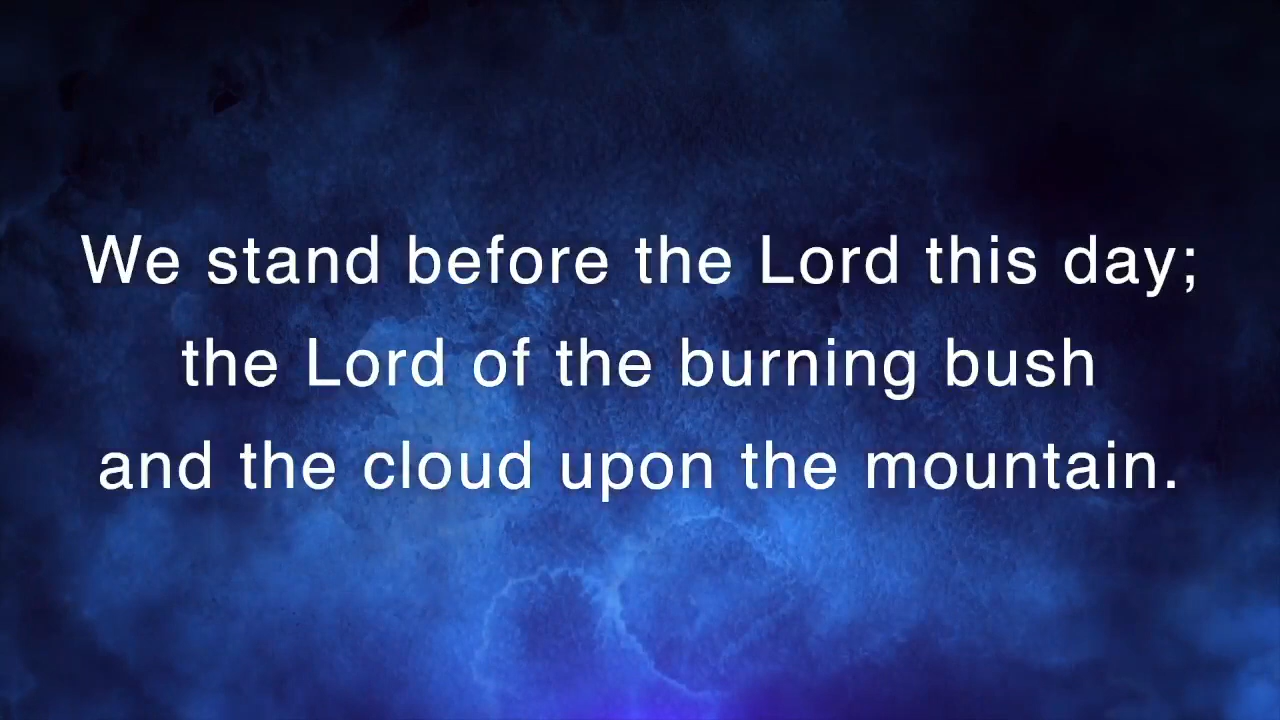 We stand before the Lord this day;
the Lord of the burning bush
and the cloud upon the mountain.